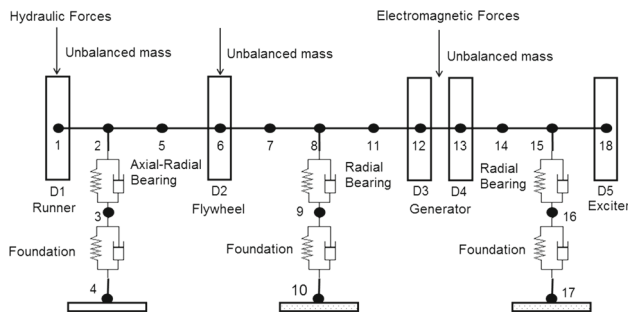 Hydraulic Forces
Electromagnetic Forces
Unbalanced mass
Unbalanced mass
Unbalanced mass
1 2 5 6 7 8 11 12 13 14 15 18
D1
Runner
Axial-Radial
Bearing
D2
Flywheel
Radial
Bearing
D3 D4
Generator
Radial
Bearing
D5
Exciter
3 9 16
Foundation
Foundation
Foundation
4 10 17